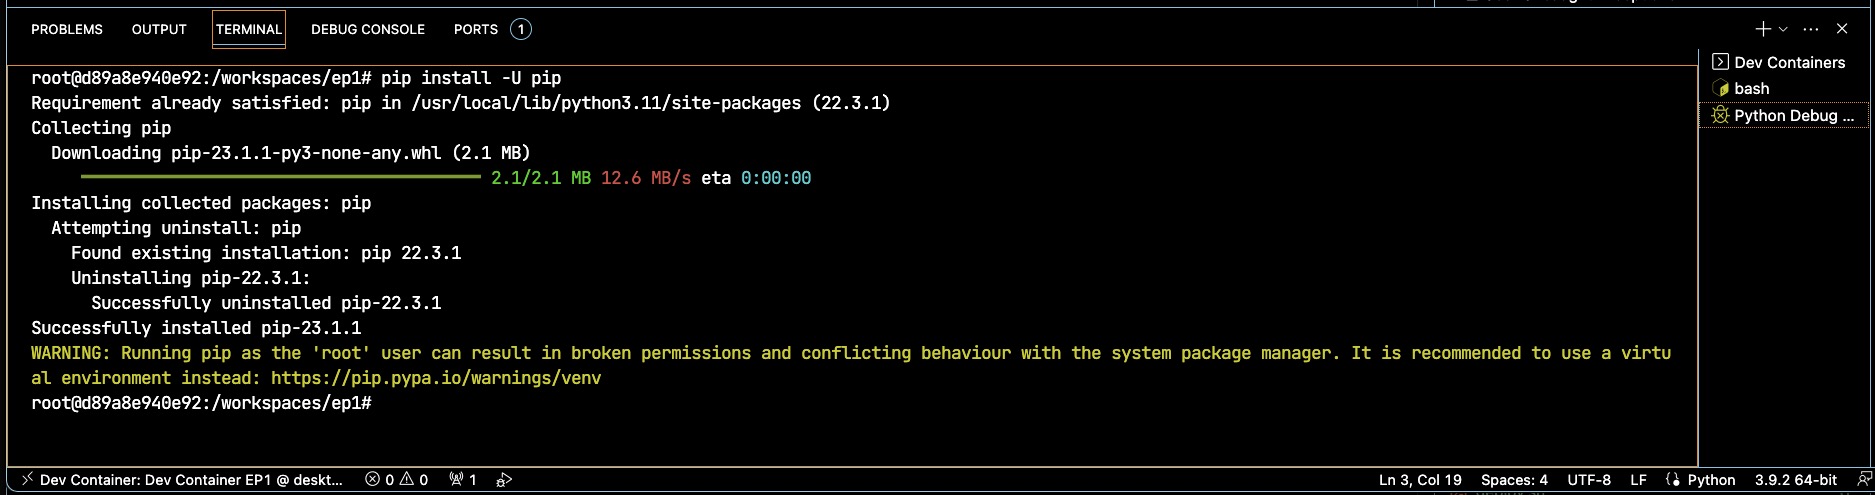 PROBLEMS OUTPUT TERMINAL DEBUG CONSOLE PORTS 1
root@d89a8e940e92:/workspaces/ep1# pip install -U pip
Requirement already satisfied: pip in /usr/local/lib/python3.11/site-packages (22.3.1)
Collecting pip
Downloading pip-23.1.1-py3-none-any.whl (2.1 MB)
2.1/2.1 MB 12.6 MB/s eta 0:00:00
Installing collected packages: pip
Attempting uninstall: pip
Found existing installation: pip 22.3.1
Uninstalling pip-22.3.1:
Successfully uninstalled pip-22.3.1
Successfully installed pip-23.1.1
WARNING: Running pip as the 'root' user can result in broken permissions and conflicting behaviour with the system package manager. It is recommended to use a virtu
al environment instead: https://pip.pypa.io/warnings/venv
root@d89a8e940e92:/workspaces/ep1#
Dev Containers
bash
Python Debug ...
Dev Container: Dev Container EP1 @ deskt... 0 0 1 Ln 3, Col 19 Spaces: 4 UTF-8 LF Python 3.9.2 64-bit